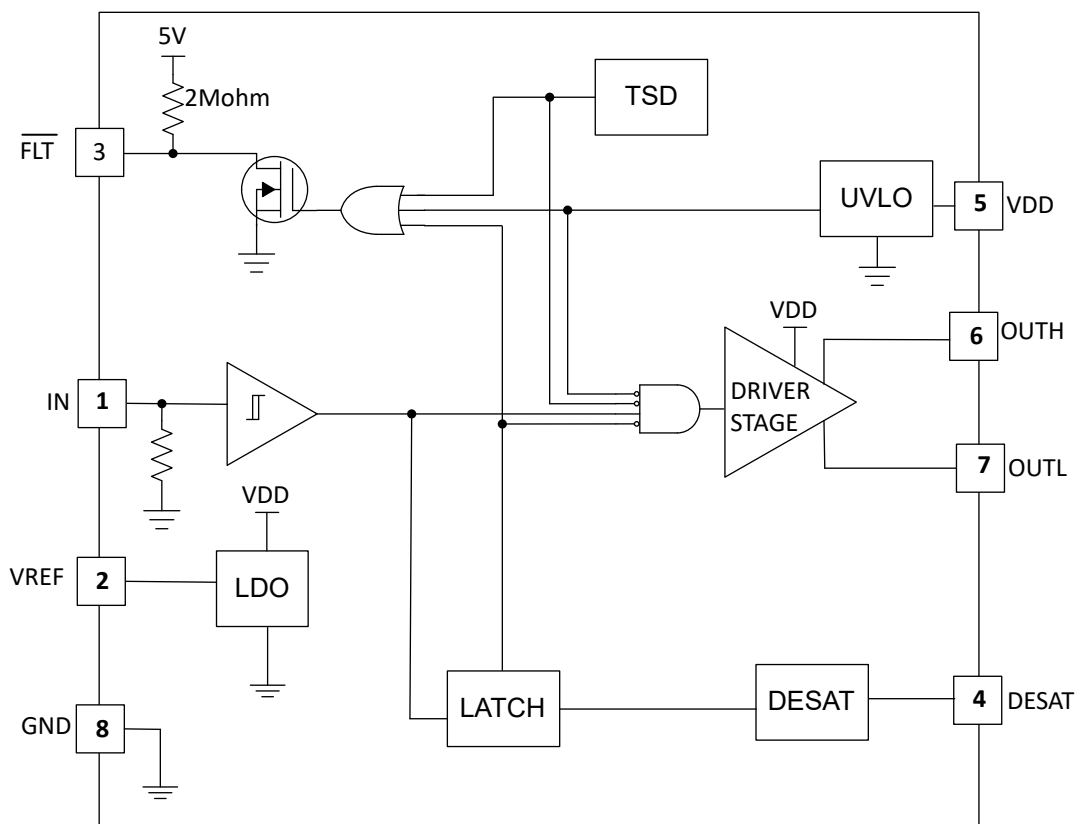 5V
2Mohm
TSD
FLT
3
UVLO
5
VDD
VDD
6
OUTH
IN
1
DRIVER
STAGE
7
OUTL
VDD
VREF
2
LDO
LATCH
DESAT
4
DESAT
GND
8